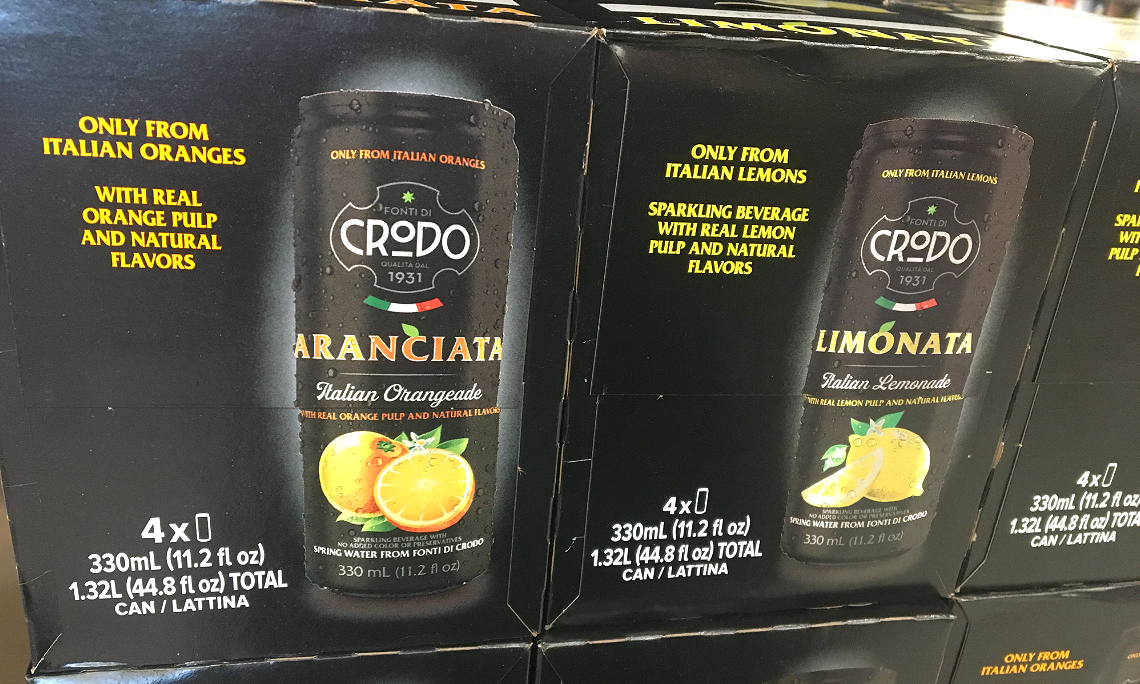 LIMÓNATA
ONLY FROM
ITALIAN ORANGES
WITH REAL
ORANGE PULP
AND NATURAL
FLAVORS
ONLY FROM ITALIAN ORANGES
FONTI DI
CRODO
QUALITÀ DAL
1931
ARANCIATA
Italian Orangeade
WITH REAL ORANGE PULP AND NATURAL FLAVORS
SPARKLING BEVERAGE WITH
NO ADDED COLOR OR PRESERVATIVES
SPRING WATER FROM FONTI DI CRODO
330 mL (11.2 fl oz)
4 x
330mL (11.2 fl oz)
1.32L (44.8 fl oz) TOTAL
CAN / LATTINA
ONLY FROM
ITALIAN LEMONS
SPARKLING BEVERAGE
WITH REAL LEMON
PULP AND NATURAL
FLAVORS
ONLY FROM ITALIAN LEMONS
FONTI DI
CRODO
QUALITÀ DAL
1931
LIMÓNATA
Italian Lemonade
WITH REAL LEMON PULP AND NATURAL FLAVORS
SPARKLING BEVERAGE WITH
NO ADDED COLOR OR PRESERVATIVES
SPRING WATER FROM FONTI DI CRODO
330 mL (11.2 fl oz)
4 x
330mL (11.2 fl oz)
1.32L (44.8 fl oz) TOTAL
CAN / LATTINA
4 x
330mL (11.2 fl oz)
1.32L (44.8 fl oz) TOTAL
CAN / LATTINA
ONLY FROM
ITALIAN ORANGES